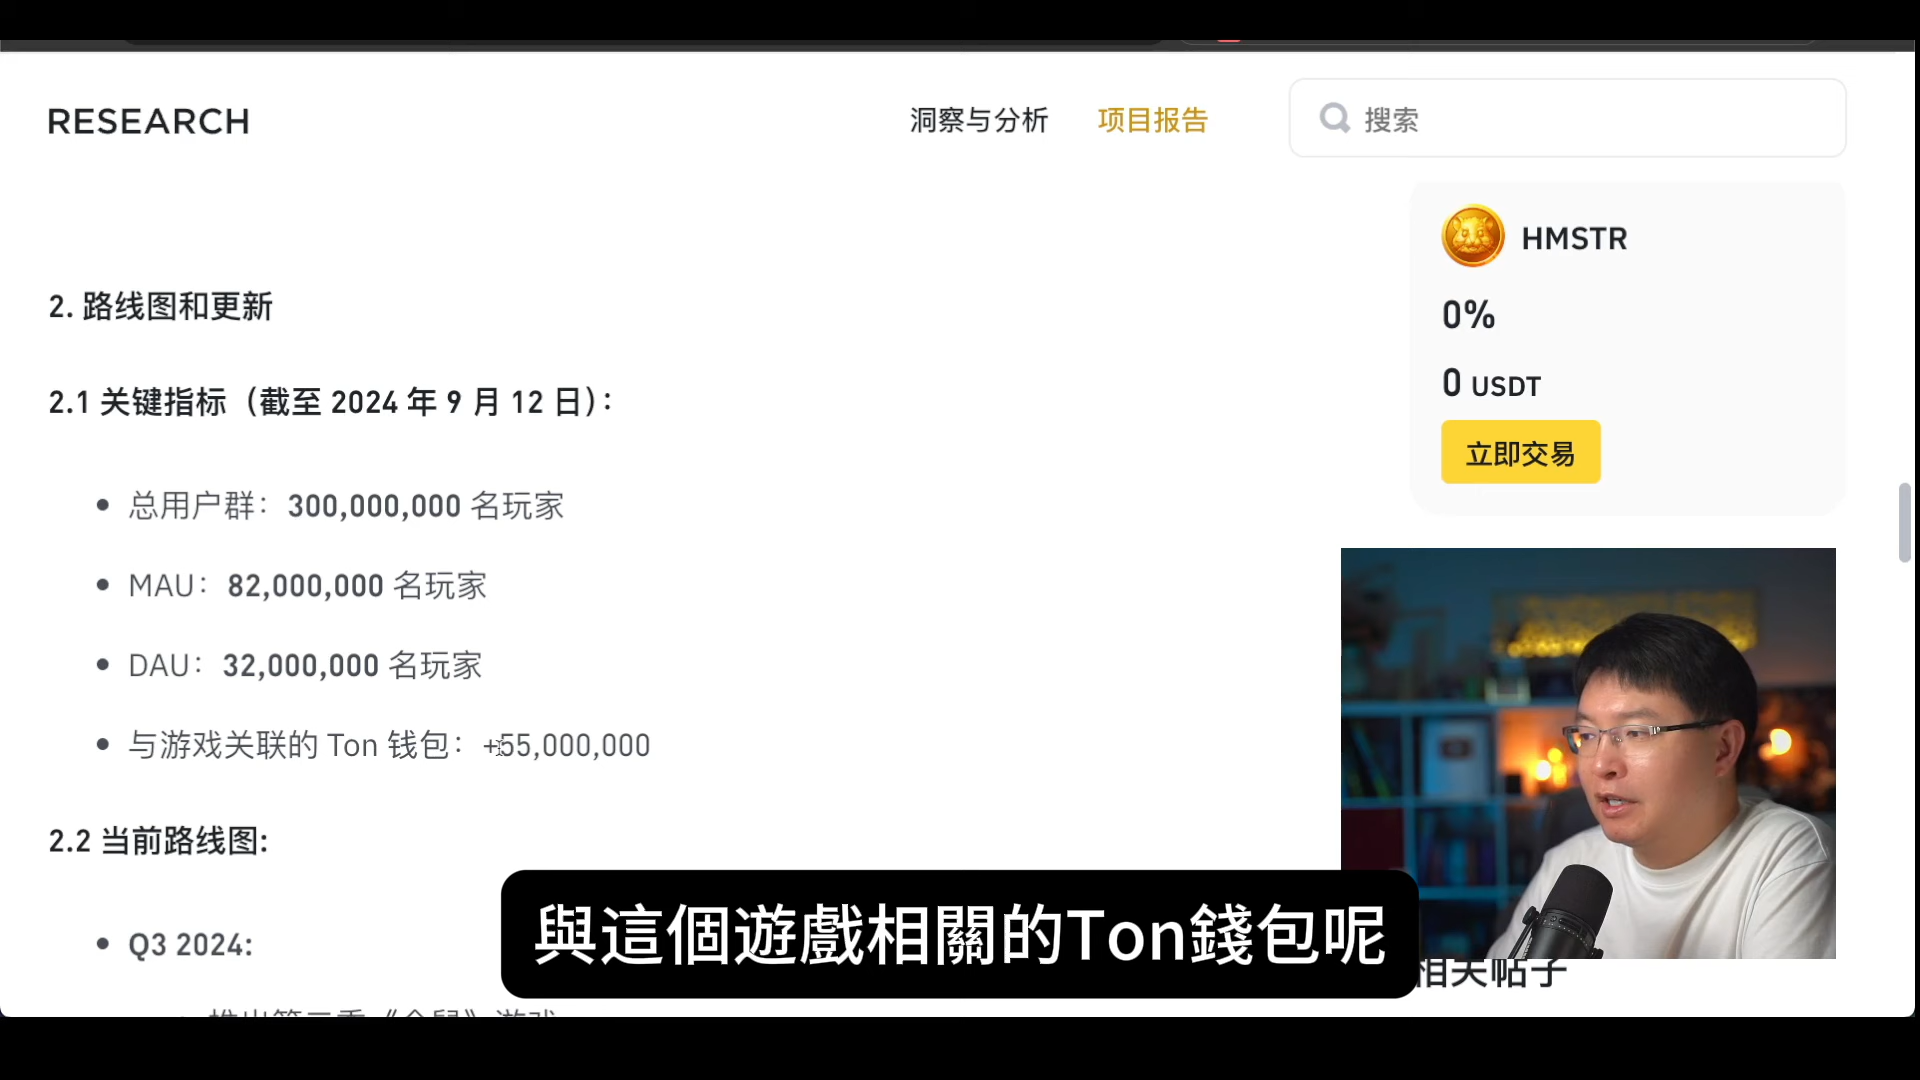 RESEARCH
洞察与分析
项目报告
搜索
HMSTR
0%
0 USDT
立即交易
2. 路线图和更新
2.1 关键指标（截至 2024 年 9 月 12 日）：
总用户群：300,000,000 名玩家
MAU：82,000,000 名玩家
DAU：32,000,000 名玩家
与游戏关联的 Ton 钱包：+55,000,000
2.2 当前路线图:
Q3 2024:
與這個遊戲相關的Ton錢包呢
相关帖子